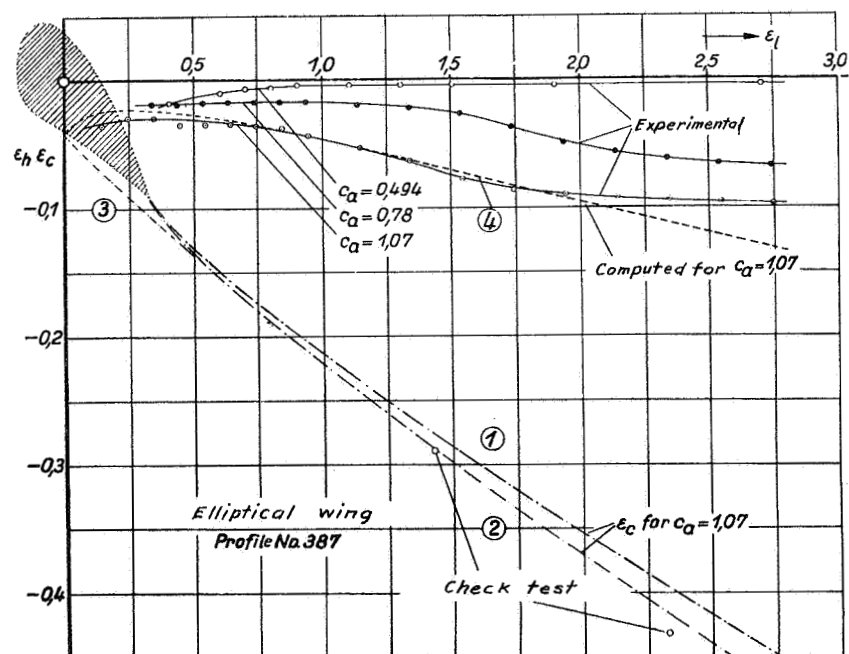 0,5 1,0 1,5 2,0 2,5 3,0
ε_l
ε_h ε_c
Experimental
c_a=0,494
c_a=0,78
c_a=1,07
−0,1
③
④
Computed for c_a=1,07
−0,2
①
−0,3
Elliptical wing
Profile No. 387
②
ε_c for c_a=1,07
Check test
−0,4